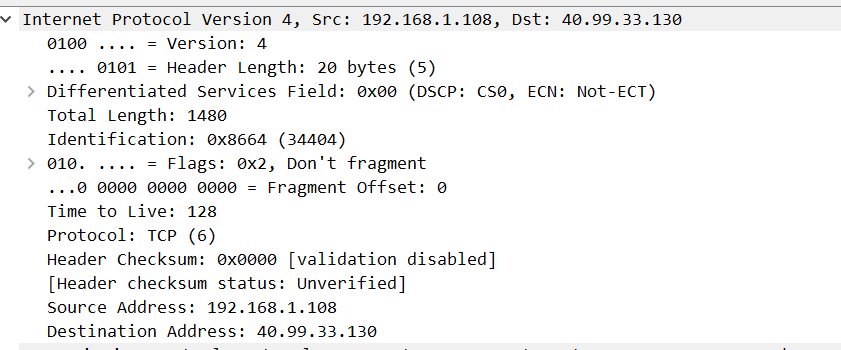 Internet Protocol Version 4, Src: 192.168.1.108, Dst: 40.99.33.130
0100 .... = Version: 4
.... 0101 = Header Length: 20 bytes (5)
Differentiated Services Field: 0x00 (DSCP: CS0, ECN: Not-ECT)
Total Length: 1480
Identification: 0x8664 (34404)
010. .... = Flags: 0x2, Don't fragment
...0 0000 0000 0000 = Fragment Offset: 0
Time to Live: 128
Protocol: TCP (6)
Header Checksum: 0x0000 [validation disabled]
[Header checksum status: Unverified]
Source Address: 192.168.1.108
Destination Address: 40.99.33.130